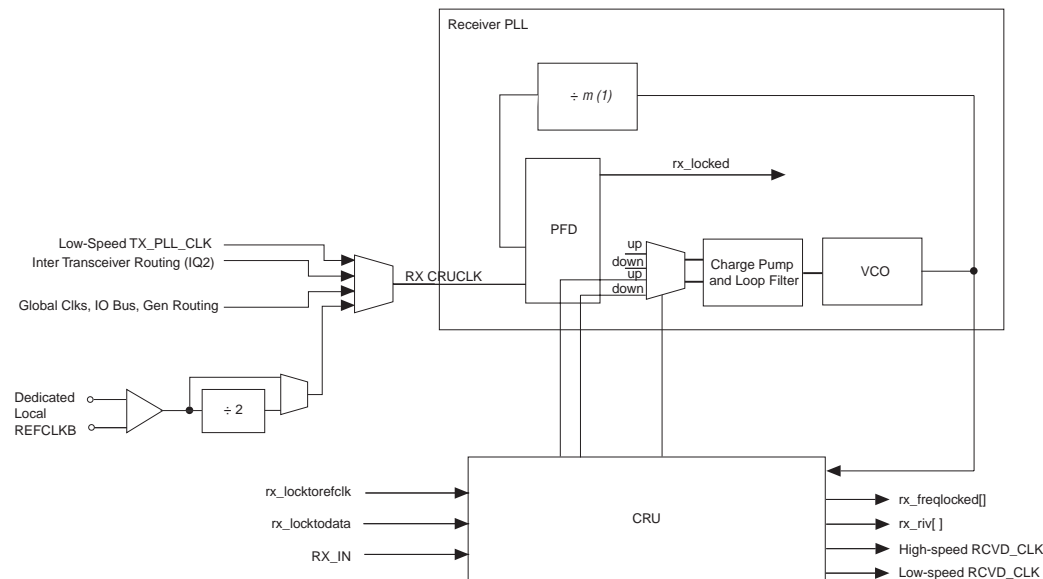 Receiver PLL
÷ m (1)
rx_locked
PFD
up
down
up
down
Charge Pump
and Loop Filter
VCO
Low-Speed TX_PLL_CLK
Inter Transceiver Routing (IQ2)
RX CRUCLK
Global Clks, IO Bus, Gen Routing
Dedicated
Local
REFCLKB
÷ 2
rx_locktorefclk
rx_locktodata
RX_IN
CRU
rx_freqlocked[]
rx_riv[ ]
High-speed RCVD_CLK
Low-speed RCVD_CLK